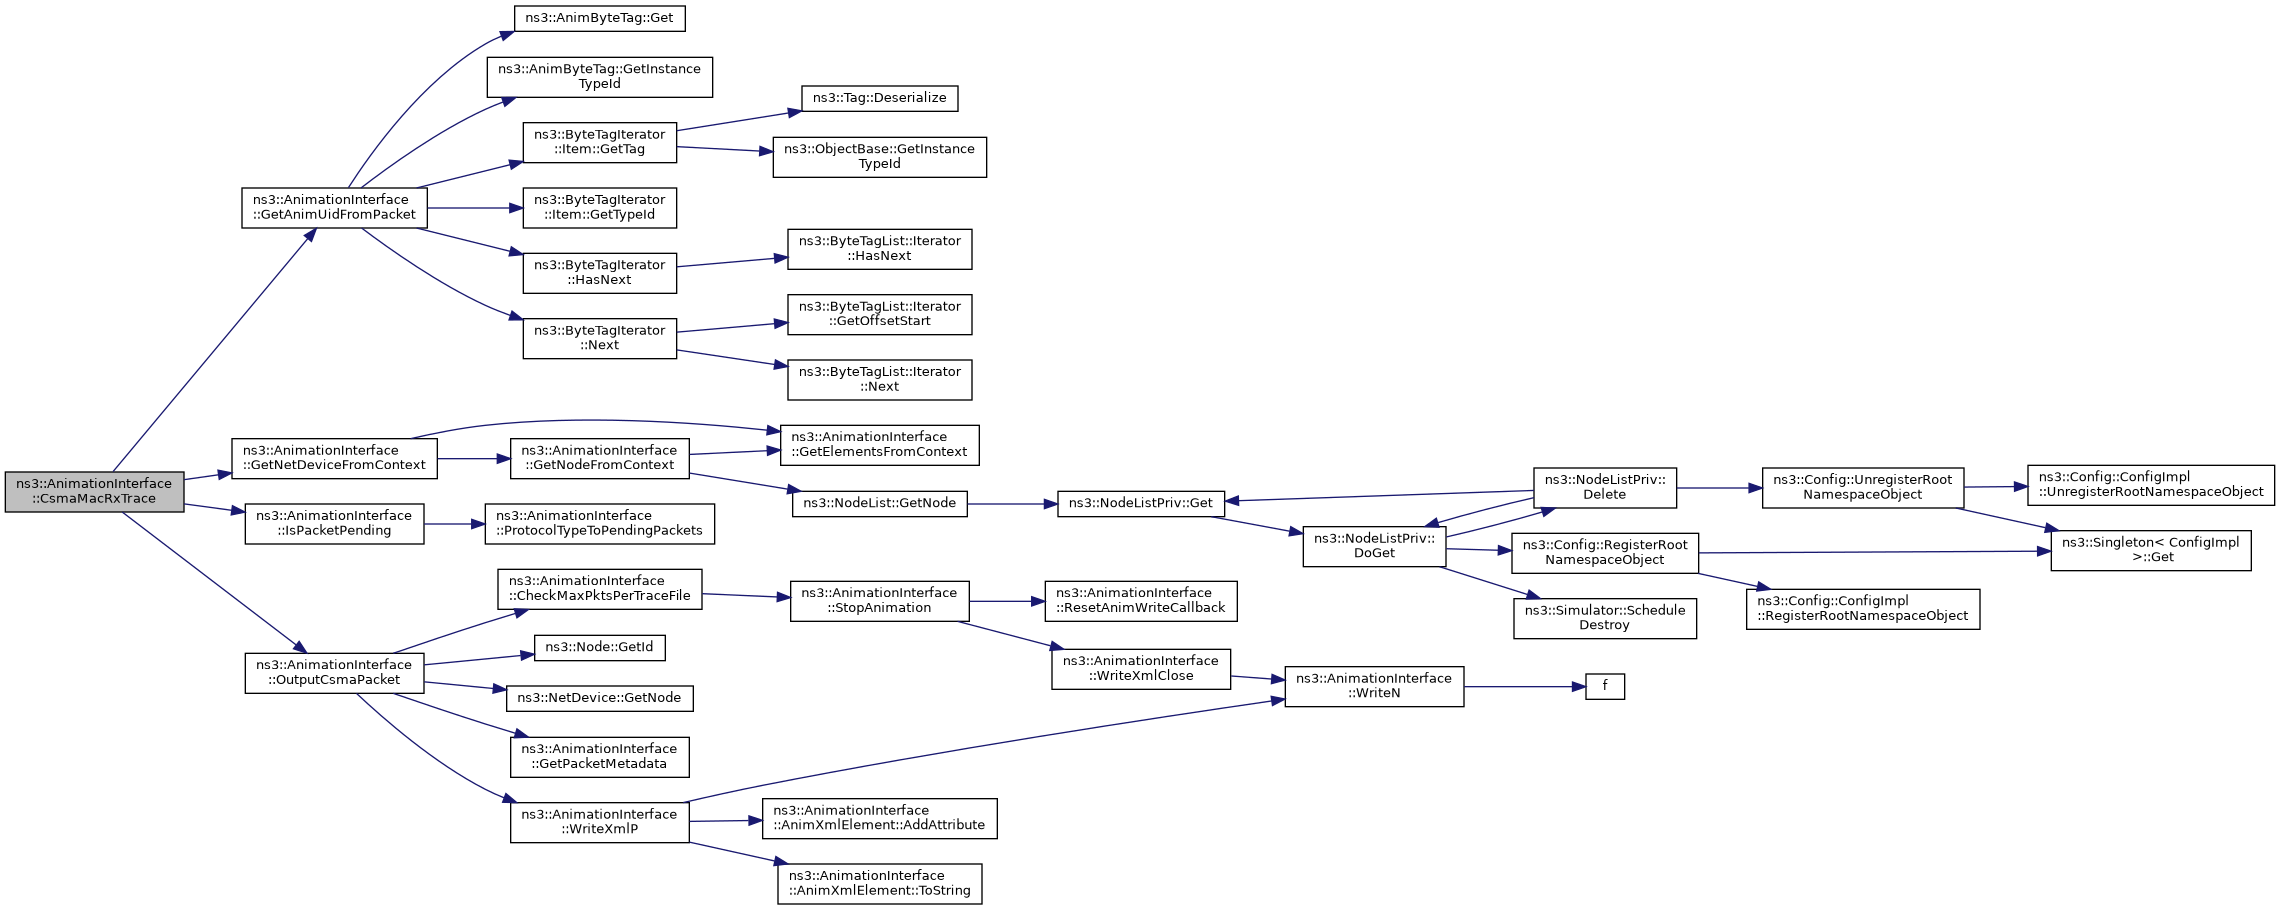 ns3::AnimByteTag::Get
ns3::AnimByteTag::GetInstance
TypeId
ns3::Tag::Deserialize
ns3::ByteTagIterator
::Item::GetTag
ns3::ObjectBase::GetInstance
TypeId
ns3::AnimationInterface
::GetAnimUidFromPacket
ns3::ByteTagIterator
::Item::GetTypeId
ns3::ByteTagList::Iterator
::HasNext
ns3::ByteTagIterator
::HasNext
ns3::ByteTagList::Iterator
::GetOffsetStart
ns3::ByteTagIterator
::Next
ns3::ByteTagList::Iterator
::Next
ns3::AnimationInterface
::GetElementsFromContext
ns3::AnimationInterface
::GetNetDeviceFromContext
ns3::AnimationInterface
::GetNodeFromContext
ns3::AnimationInterface
::CsmaMacRxTrace
ns3::NodeList::GetNode
ns3::NodeListPriv::Get
ns3::NodeListPriv::
Delete
ns3::Config::UnregisterRoot
NamespaceObject
ns3::Config::ConfigImpl
::UnregisterRootNamespaceObject
ns3::AnimationInterface
::IsPacketPending
ns3::AnimationInterface
::ProtocolTypeToPendingPackets
ns3::NodeListPriv::
DoGet
ns3::Config::RegisterRoot
NamespaceObject
ns3::Singleton< ConfigImpl
>::Get
ns3::AnimationInterface
::CheckMaxPktsPerTraceFile
ns3::AnimationInterface
::StopAnimation
ns3::AnimationInterface
::ResetAnimWriteCallback
ns3::Simulator::Schedule
Destroy
ns3::Config::ConfigImpl
::RegisterRootNamespaceObject
ns3::Node::GetId
ns3::AnimationInterface
::OutputCsmaPacket
ns3::AnimationInterface
::WriteXmlClose
ns3::AnimationInterface
::WriteN
f
ns3::NetDevice::GetNode
ns3::AnimationInterface
::GetPacketMetadata
ns3::AnimationInterface
::WriteXmlP
ns3::AnimationInterface
::AnimXmlElement::AddAttribute
ns3::AnimationInterface
::AnimXmlElement::ToString